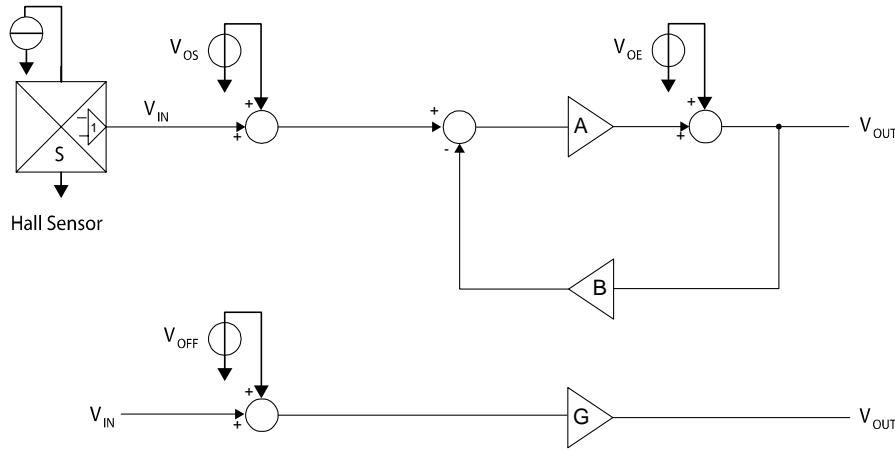 V_OS
V_OE
+
+
+
-
+
+
1
S
V_IN
A
V_OUT
Hall Sensor
B
V_OFF
+
+
V_IN
G
V_OUT